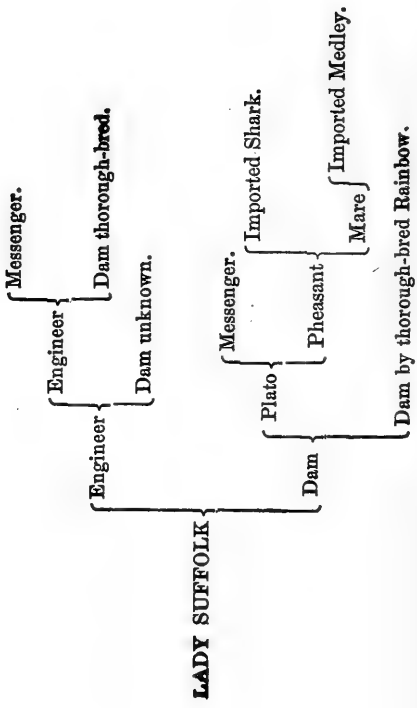 LADY SUFFOLK
Engineer
Engineer
Messenger.
Dam thorough-bred.
Dam unknown.
Dam
Plato
Messenger.
Pheasant
Imported Shark.
Mare
Imported Medley.
Dam by thorough-bred Rainbow.